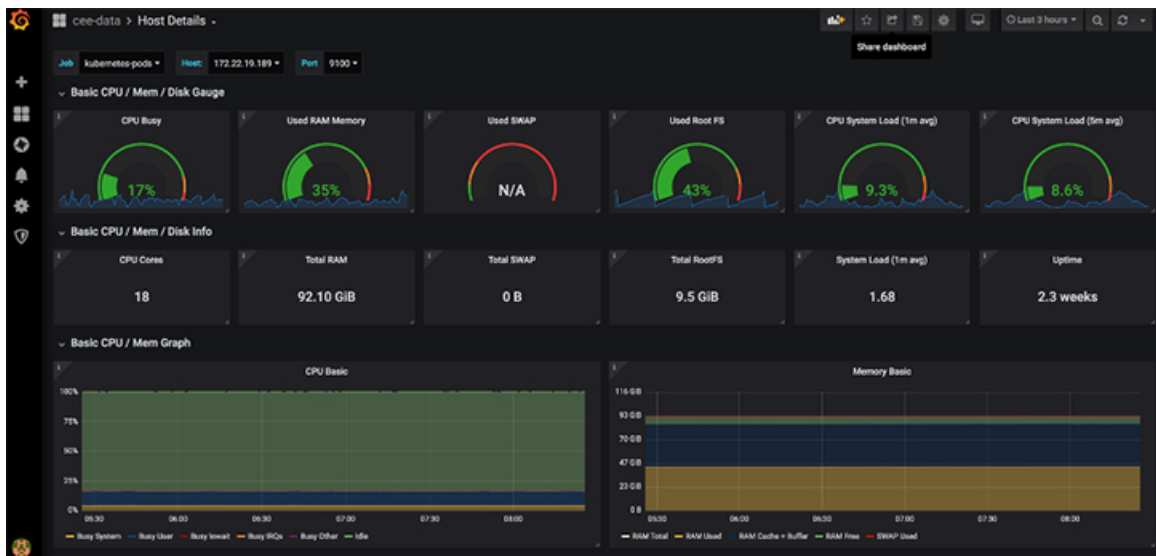 cee-data > Host Details
Last 3 hours
Share dashboard
Job kubernetes-pods Host: 172.22.19.189 Port 9100
Basic CPU / Mem / Disk Gauge
CPU Busy Used RAM Memory Used SWAP Used Root FS CPU System Load (1m avg) CPU System Load (5m avg)
17% 35% N/A 43% 9.3% 8.6%
Basic CPU / Mem / Disk Info
CPU Cores Total RAM Total SWAP Total RootFS System Load (1m avg) Uptime
18 92.10 GiB 0 B 9.5 GiB 1.68 2.3 weeks
Basic CPU / Mem Graph
CPU Basic Memory Basic
100% 116 GiB
75% 93 GiB
50% 70 GiB
47 GiB
25% 23 GiB
0% 0 B
05:30 06:00 06:30 07:00 07:30 08:00 05:30 06:00 06:30 07:00 07:30 08:00
Busy System Busy User Busy Iowait Busy IRQs Busy Other Idle RAM Total RAM Used RAM Cache + Buffer RAM Free SWAP Used